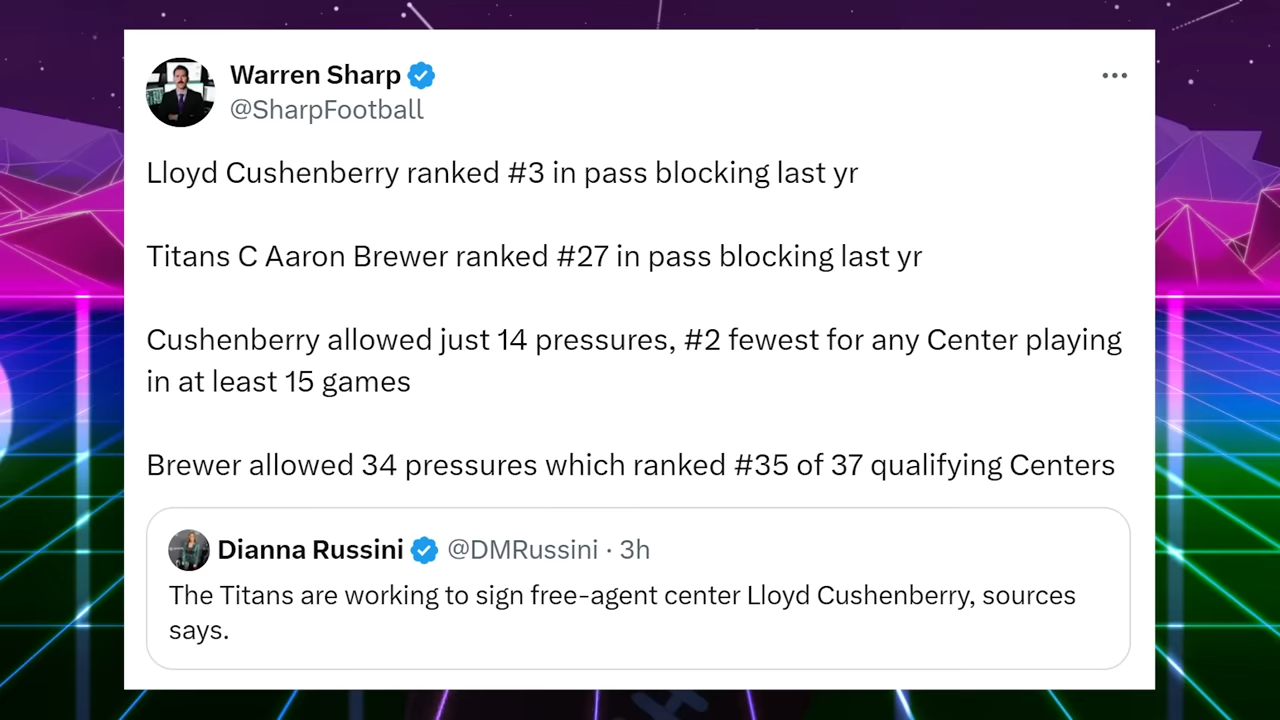 Warren Sharp
@SharpFootball
Lloyd Cushenberry ranked #3 in pass blocking last yr
Titans C Aaron Brewer ranked #27 in pass blocking last yr
Cushenberry allowed just 14 pressures, #2 fewest for any Center playing
in at least 15 games
Brewer allowed 34 pressures which ranked #35 of 37 qualifying Centers
Dianna Russini @DMRussini · 3h
The Titans are working to sign free-agent center Lloyd Cushenberry, sources
says.